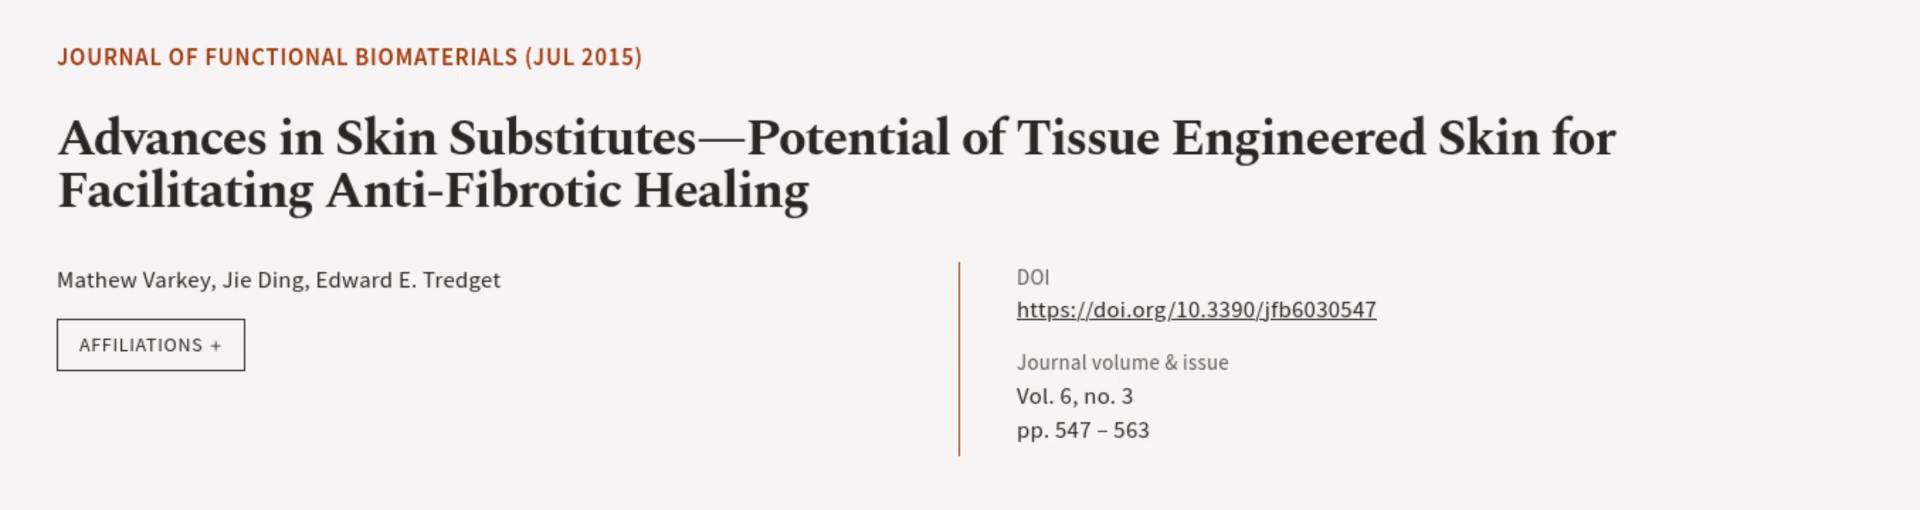 JOURNAL OF FUNCTIONAL BIOMATERIALS (JUL 2015)
Advances in Skin Substitutes—Potential of Tissue Engineered Skin for
Facilitating Anti-Fibrotic Healing
Mathew Varkey, Jie Ding, Edward E. Tredget
AFFILIATIONS +
DOI
https://doi.org/10.3390/jfb6030547
Journal volume & issue
Vol. 6, no. 3
pp. 547 – 563